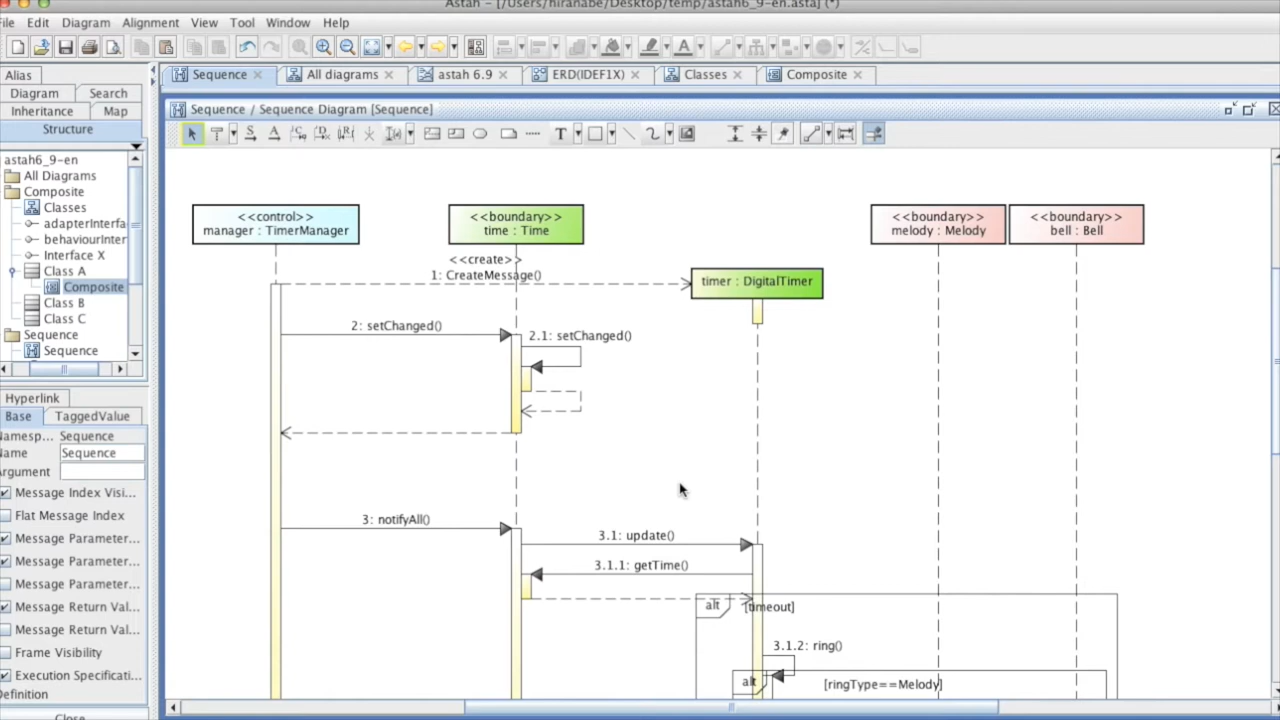 Astah - [/Users/hiranabe/Desktop/temp/astah6_9-en.asta] (*)
File Edit Diagram Alignment View Tool Window Help
Alias
Diagram Search
Inheritance Map
Structure
astah6_9-en
All Diagrams
Composite
Classes
adapterInterfa
behaviourInter
Interface X
Class A
Composite
Class B
Class C
Sequence
Sequence
Hyperlink
Base TaggedValue
Namesp... Sequence
Name Sequence
Argument
Message Index Visi...
Flat Message Index
Message Parameter...
Message Parameter...
Message Parameter...
Message Return Val...
Message Return Val...
Frame Visibility
Execution Specificati...
Definition
Close
Sequence All diagrams astah 6.9 ERD(IDEF1X) Classes Composite
Sequence / Sequence Diagram [Sequence]
<<control>>
manager : TimerManager
<<boundary>>
time : Time
<<boundary>>
melody : Melody
<<boundary>>
bell : Bell
<<create>>
1: CreateMessage()
timer : DigitalTimer
2: setChanged()
2.1: setChanged()
3: notifyAll()
3.1: update()
3.1.1: getTime()
alt [timeout]
3.1.2: ring()
alt [ringType==Melody]